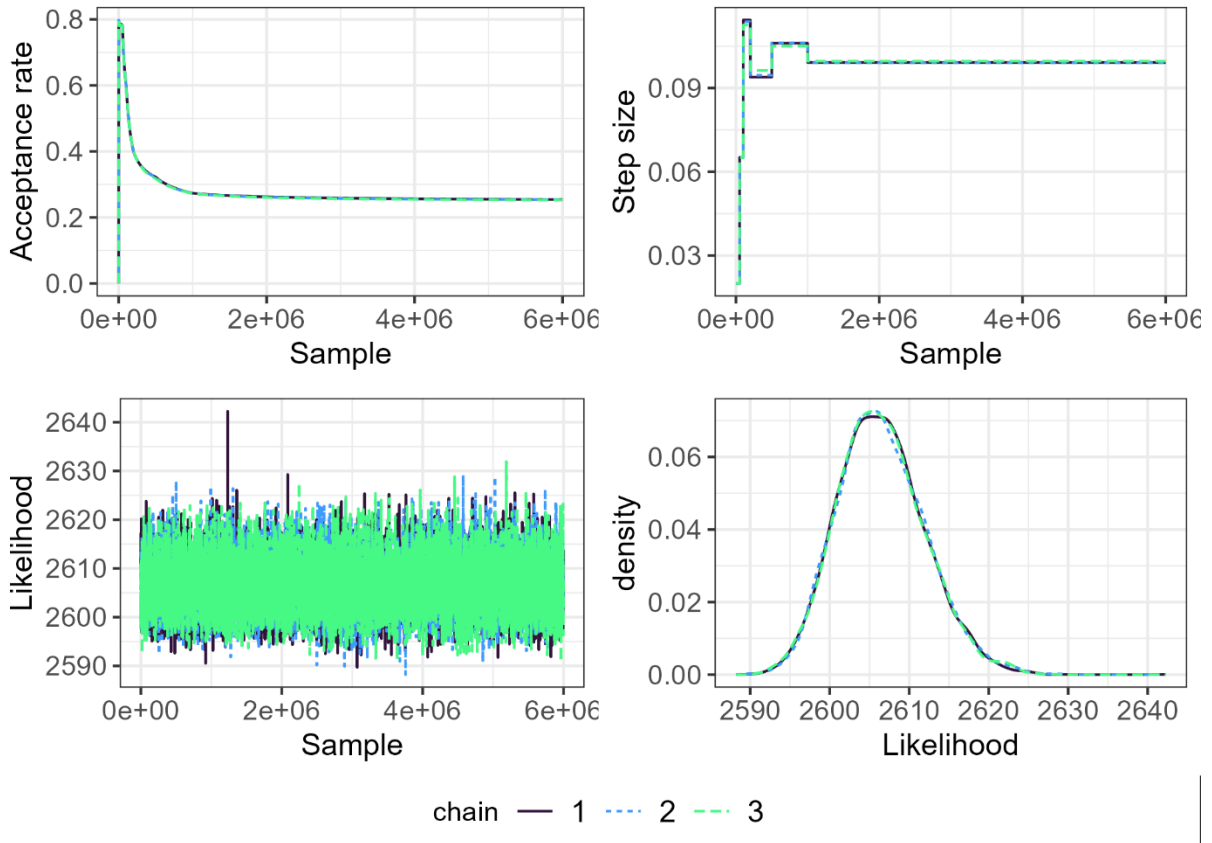 Acceptance rate
0.8
0.6
0.4
0.2
0.0
0e+00 2e+06 4e+06 6e+06
Sample
Step size
0.09
0.06
0.03
0e+00 2e+06 4e+06 6e+0
Sample
Likelihood
2640
2630
2620
2610
2600
2590
0e+00 2e+06 4e+06 6e+06
Sample
density
0.06
0.04
0.02
0.00
2590 2600 2610 2620 2630 2640
Likelihood
chain 1 2 3